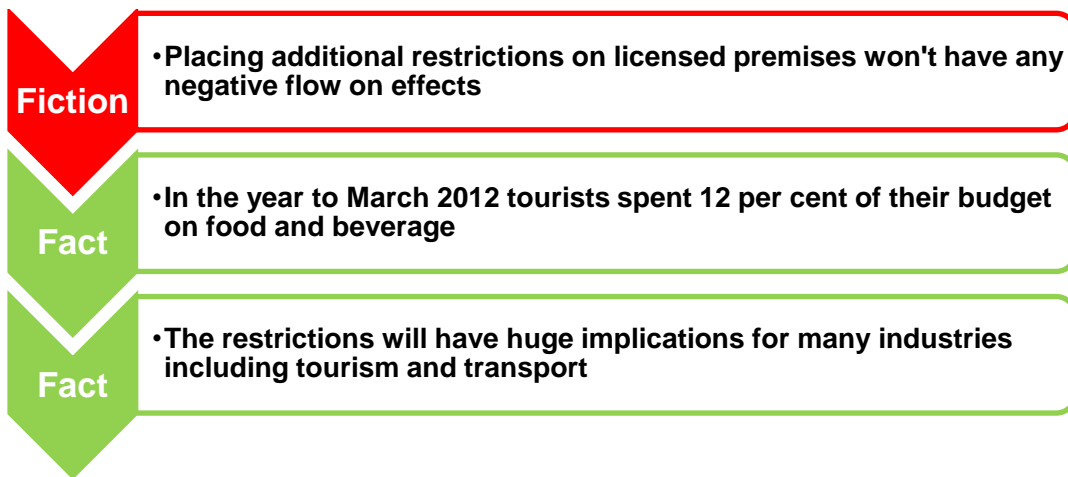 Fiction
•Placing additional restrictions on licensed premises won't have any
negative flow on effects
Fact
•In the year to March 2012 tourists spent 12 per cent of their budget
on food and beverage
Fact
•The restrictions will have huge implications for many industries
including tourism and transport